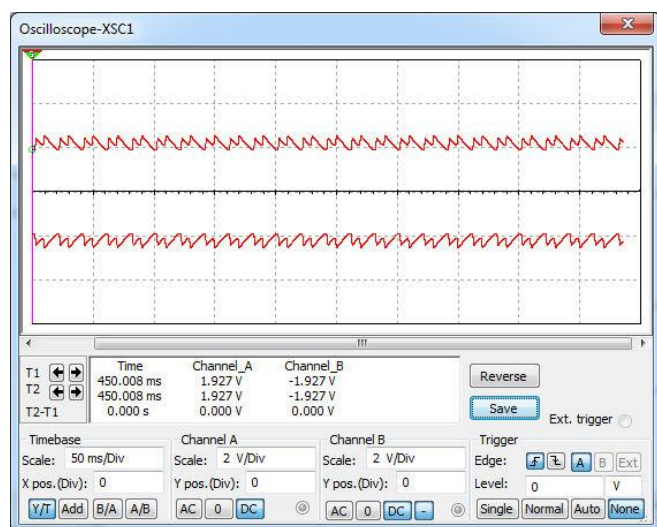 Oscilloscope-XSC1
T1
T2
T2-T1
Time Channel_A Channel_B
450.008 ms 1.927 V -1.927 V
450.008 ms 1.927 V -1.927 V
0.000 s 0.000 V 0.000 V
Reverse
Save
Ext. trigger
Timebase
Scale: 50 ms/Div
X pos.(Div): 0
Y/T Add B/A A/B
Channel A
Scale: 2 V/Div
Y pos.(Div): 0
AC 0 DC
Channel B
Scale: 2 V/Div
Y pos.(Div): 0
AC 0 DC -
Trigger
Edge: A B Ext
Level: 0 V
Single Normal Auto None